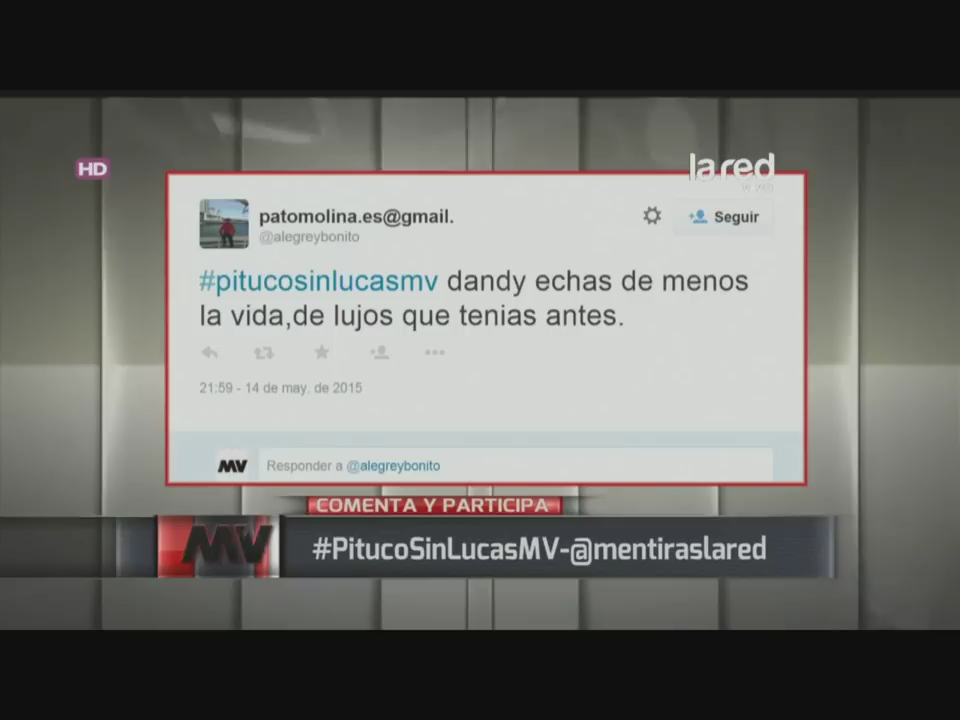 HD
la red
patomolina.es@gmail.
@alegreybonito
Seguir
#pitucosinlucasmv dandy echas de menos
la vida,de lujos que tenias antes.
21:59 - 14 de may. de 2015
MV
Responder a @alegreybonito
COMENTA Y PARTICIPA
MV
#PitucoSinLucasMV-@mentiraslared